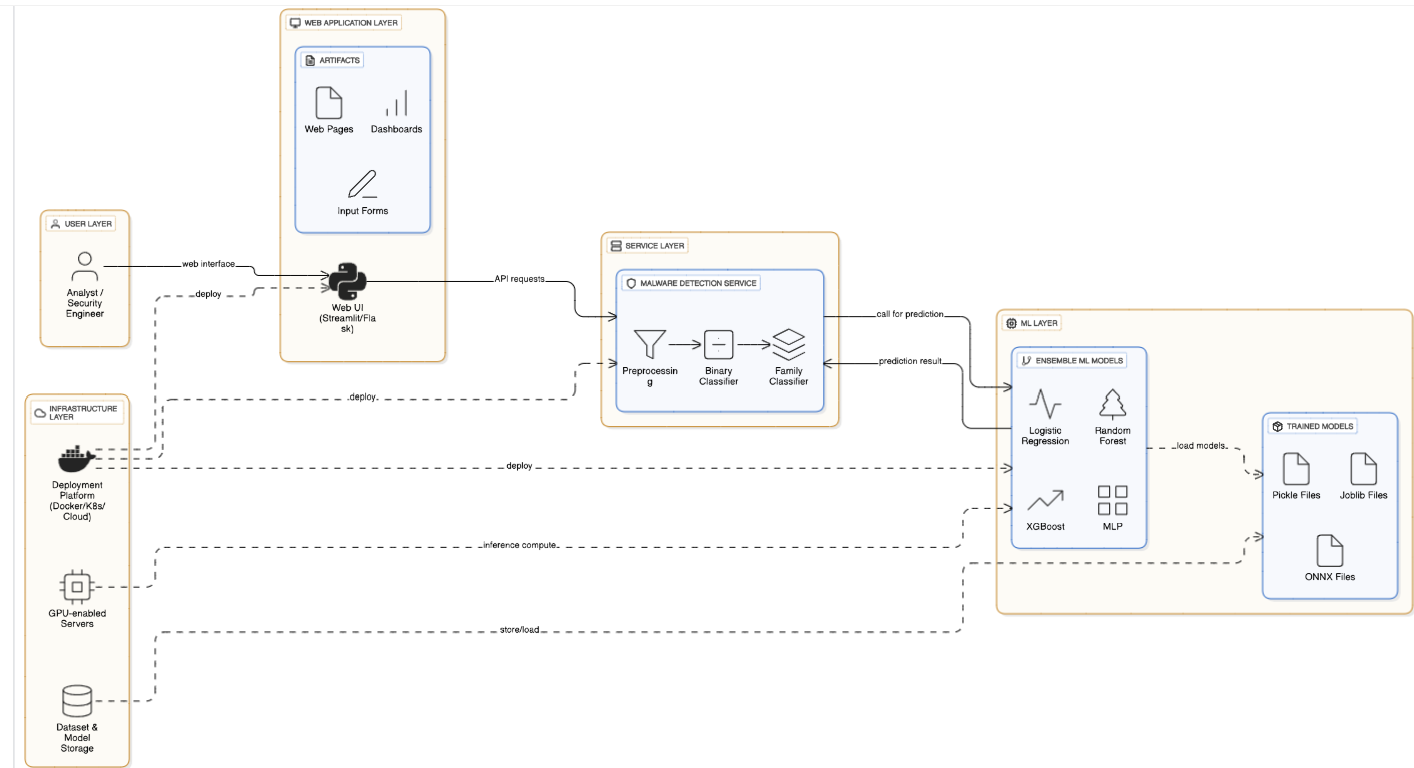 WEB APPLICATION LAYER
ARTIFACTS
Web Pages
Dashboards
Input Forms
USER LAYER
Analyst /
Security
Engineer
web interface
deploy
Web UI
(Streamlit/Fla
sk)
API requests
SERVICE LAYER
MALWARE DETECTION SERVICE
Preprocessin
g
Binary
Classifier
Family
Classifier
call for prediction
prediction result
ML LAYER
ENSEMBLE ML MODELS
Logistic
Regression
Random
Forest
XGBoost
MLP
load models
TRAINED MODELS
Pickle Files
Joblib Files
ONNX Files
INFRASTRUCTURE
LAYER
deploy
deploy
Deployment
Platform
(Docker/K8s/
Cloud)
inference compute
GPU-enabled
Servers
store/load
Dataset &
Model
Storage